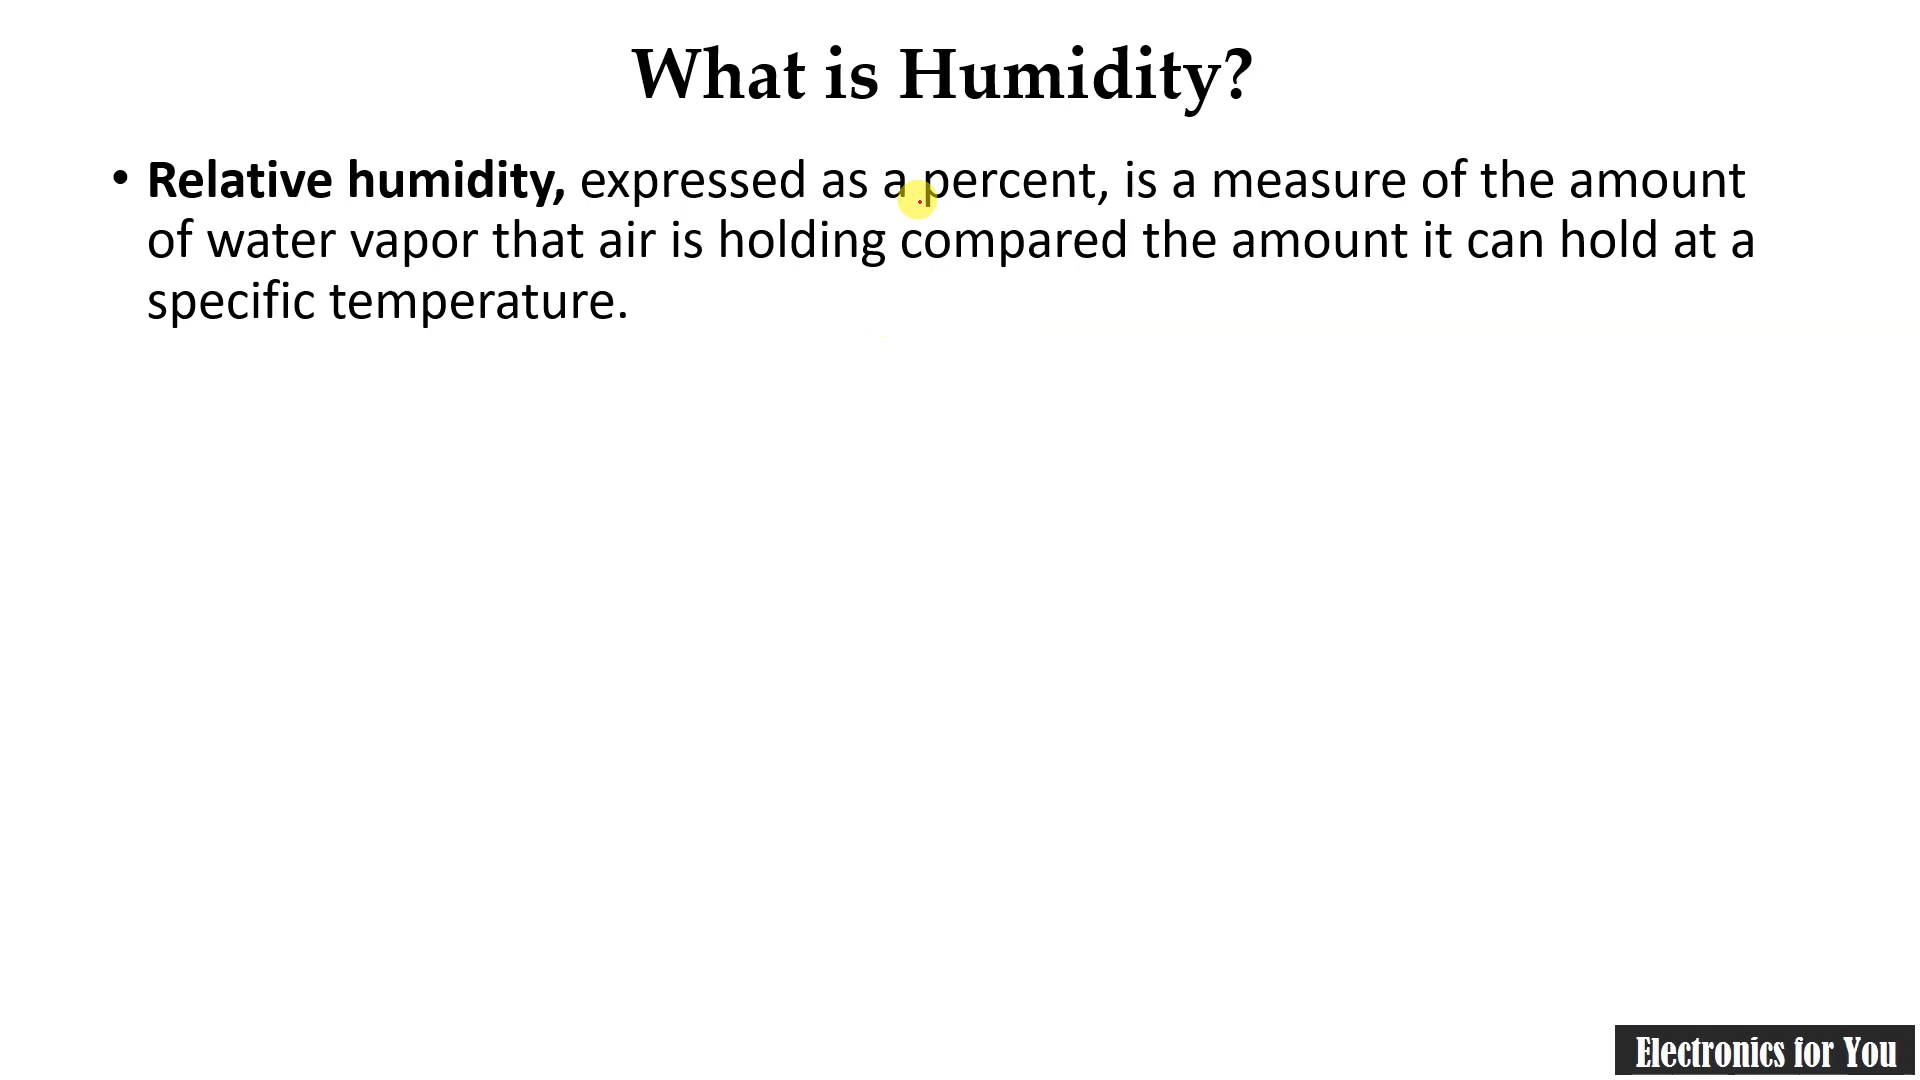 What is Humidity?
• Relative humidity, expressed as a percent, is a measure of the amount
of water vapor that air is holding compared the amount it can hold at a
specific temperature.
Electronics for You